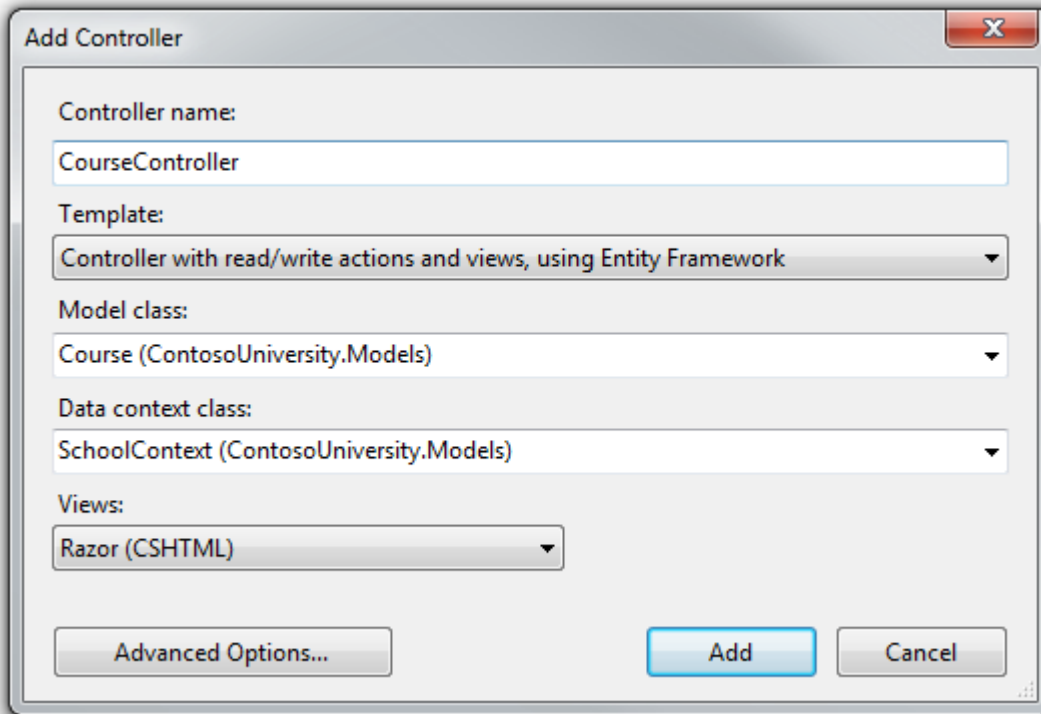 Add Controller
Controller name:
CourseController
Template:
Controller with read/write actions and views, using Entity Framework
Model class:
Course (ContosoUniversity.Models)
Data context class:
SchoolContext (ContosoUniversity.Models)
Views:
Razor (CSHTML)
Advanced Options... Add Cancel